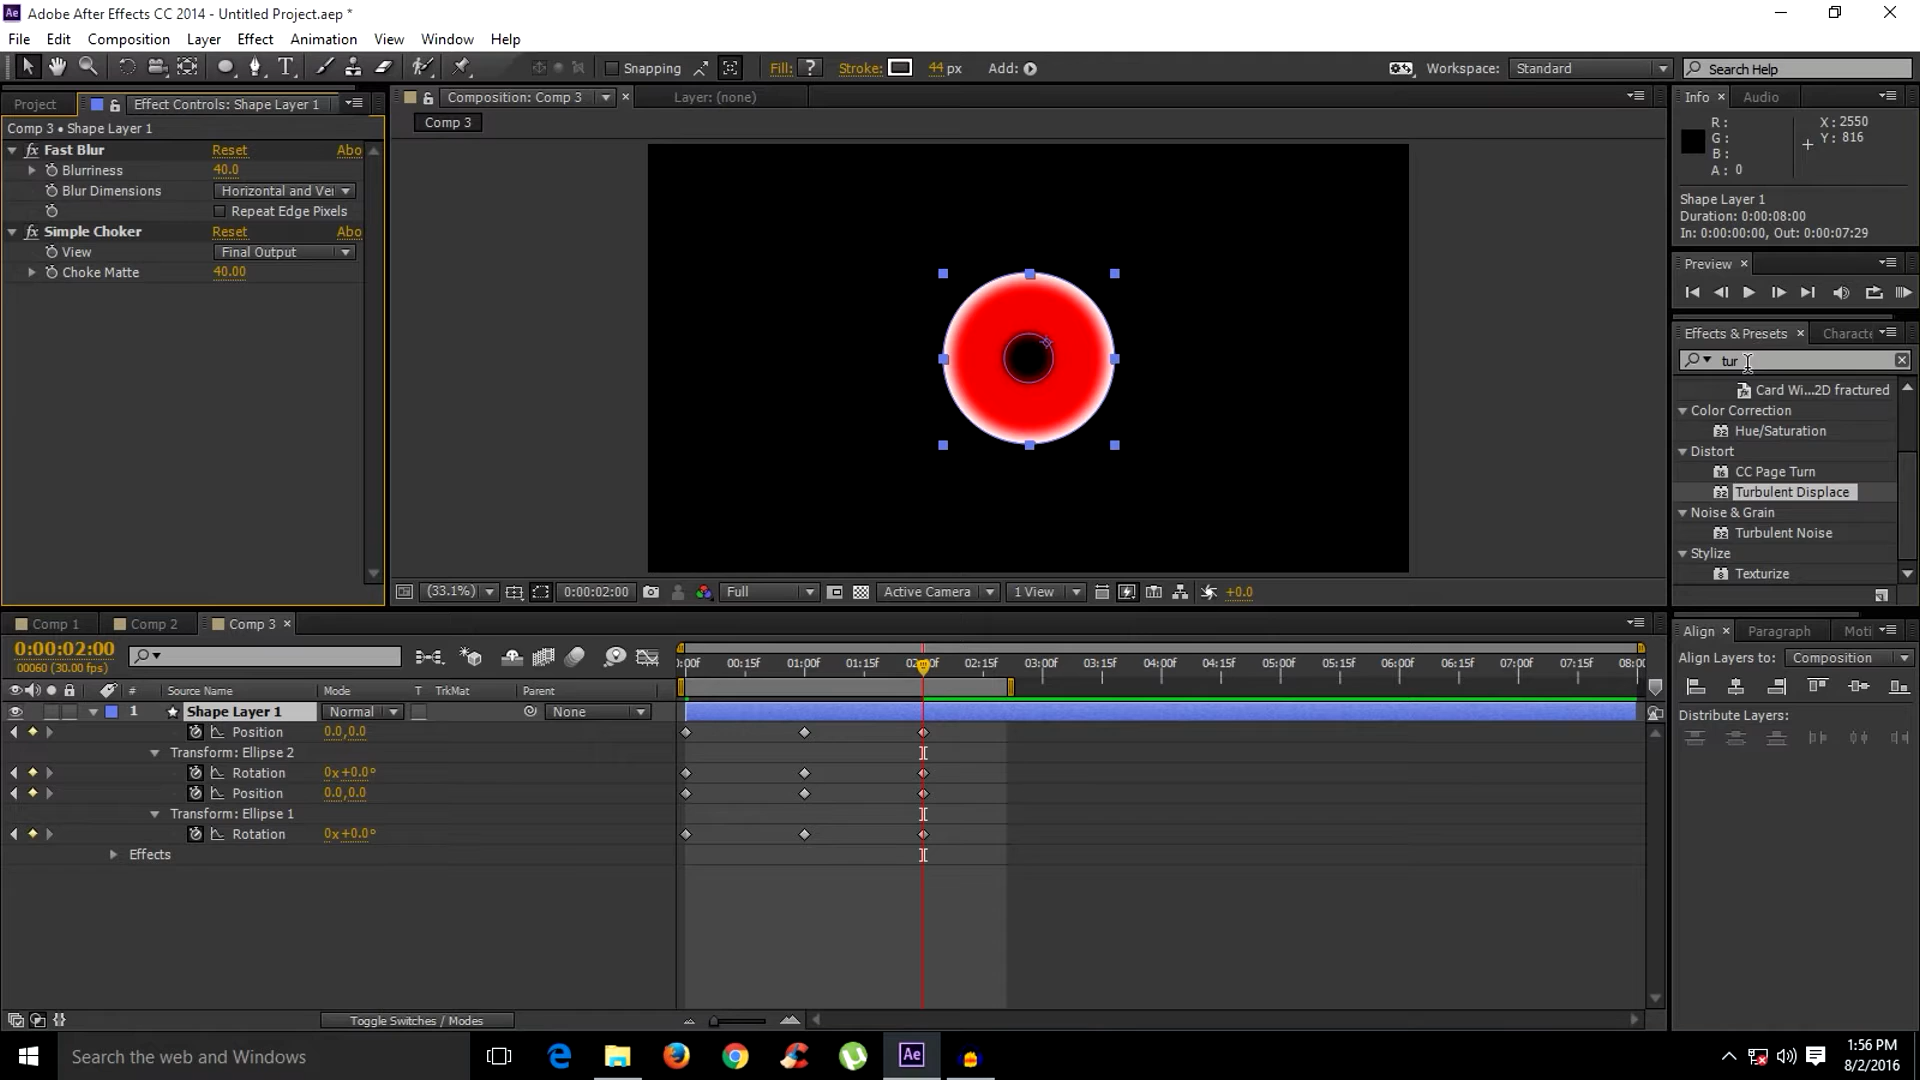 Ae Adobe After Effects CC 2014 - Untitled Project.aep *
File Edit Composition Layer Effect Animation View Window Help
Snapping Fill: ? Stroke: 44 px Add: Workspace: Standard Search Help
Project Effect Controls: Shape Layer 1 Composition: Comp 3 Layer: (none) Info Audio
Comp 3 • Shape Layer 1 Comp 3
R: X: 2550
G: Y: 816
B:
A: 0
fx Fast Blur Reset Abo
Blurriness 40.0
Blur Dimensions Horizontal and Ver
Repeat Edge Pixels
fx Simple Choker Reset Abo
View Final Output
Choke Matte 40.00
Shape Layer 1
Duration: 0:00:08:00
In: 0:00:00:00, Out: 0:00:07:29
Preview
Effects & Presets Characte
tur
Card Wi...2D fractured
Color Correction
32 Hue/Saturation
Distort
16 CC Page Turn
32 Turbulent Displace
Noise & Grain
32 Turbulent Noise
Stylize
8 Texturize
(33.1%) 0:00:02:00 Full Active Camera 1 View +0.0
Comp 1 Comp 2 Comp 3
0:00:02:00
00060 (30.00 fps)
0:00f 00:15f 01:00f 01:15f 02:00f 02:15f 03:00f 03:15f 04:00f 04:15f 05:00f 05:15f 06:00f 06:15f 07:00f 07:15f 08:0
# Source Name Mode T TrkMat Parent
1 Shape Layer 1 Normal None
Position 0.0,0.0
Transform: Ellipse 2
Rotation 0x+0.0°
Position 0.0,0.0
Transform: Ellipse 1
Rotation 0x+0.0°
Effects
Toggle Switches / Modes
Align Paragraph Moti
Align Layers to: Composition
Distribute Layers:
Search the web and Windows
Ae
1:56 PM
8/2/2016